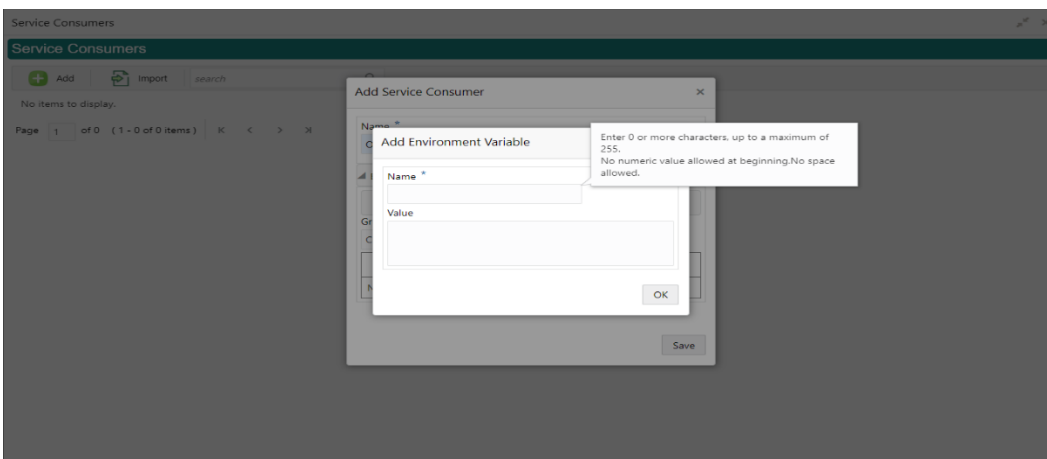 Service Consumers
Service Consumers
Add Import search
No items to display.
Page 1 of 0 (1 - 0 of 0 items) K < >
Add Service Consumer ×
Name *
Add Environment Variable
Enter 0 or more characters, up to a maximum of
255.
No numeric value allowed at beginning.No space
allowed.
Name *
Value
OK
Save